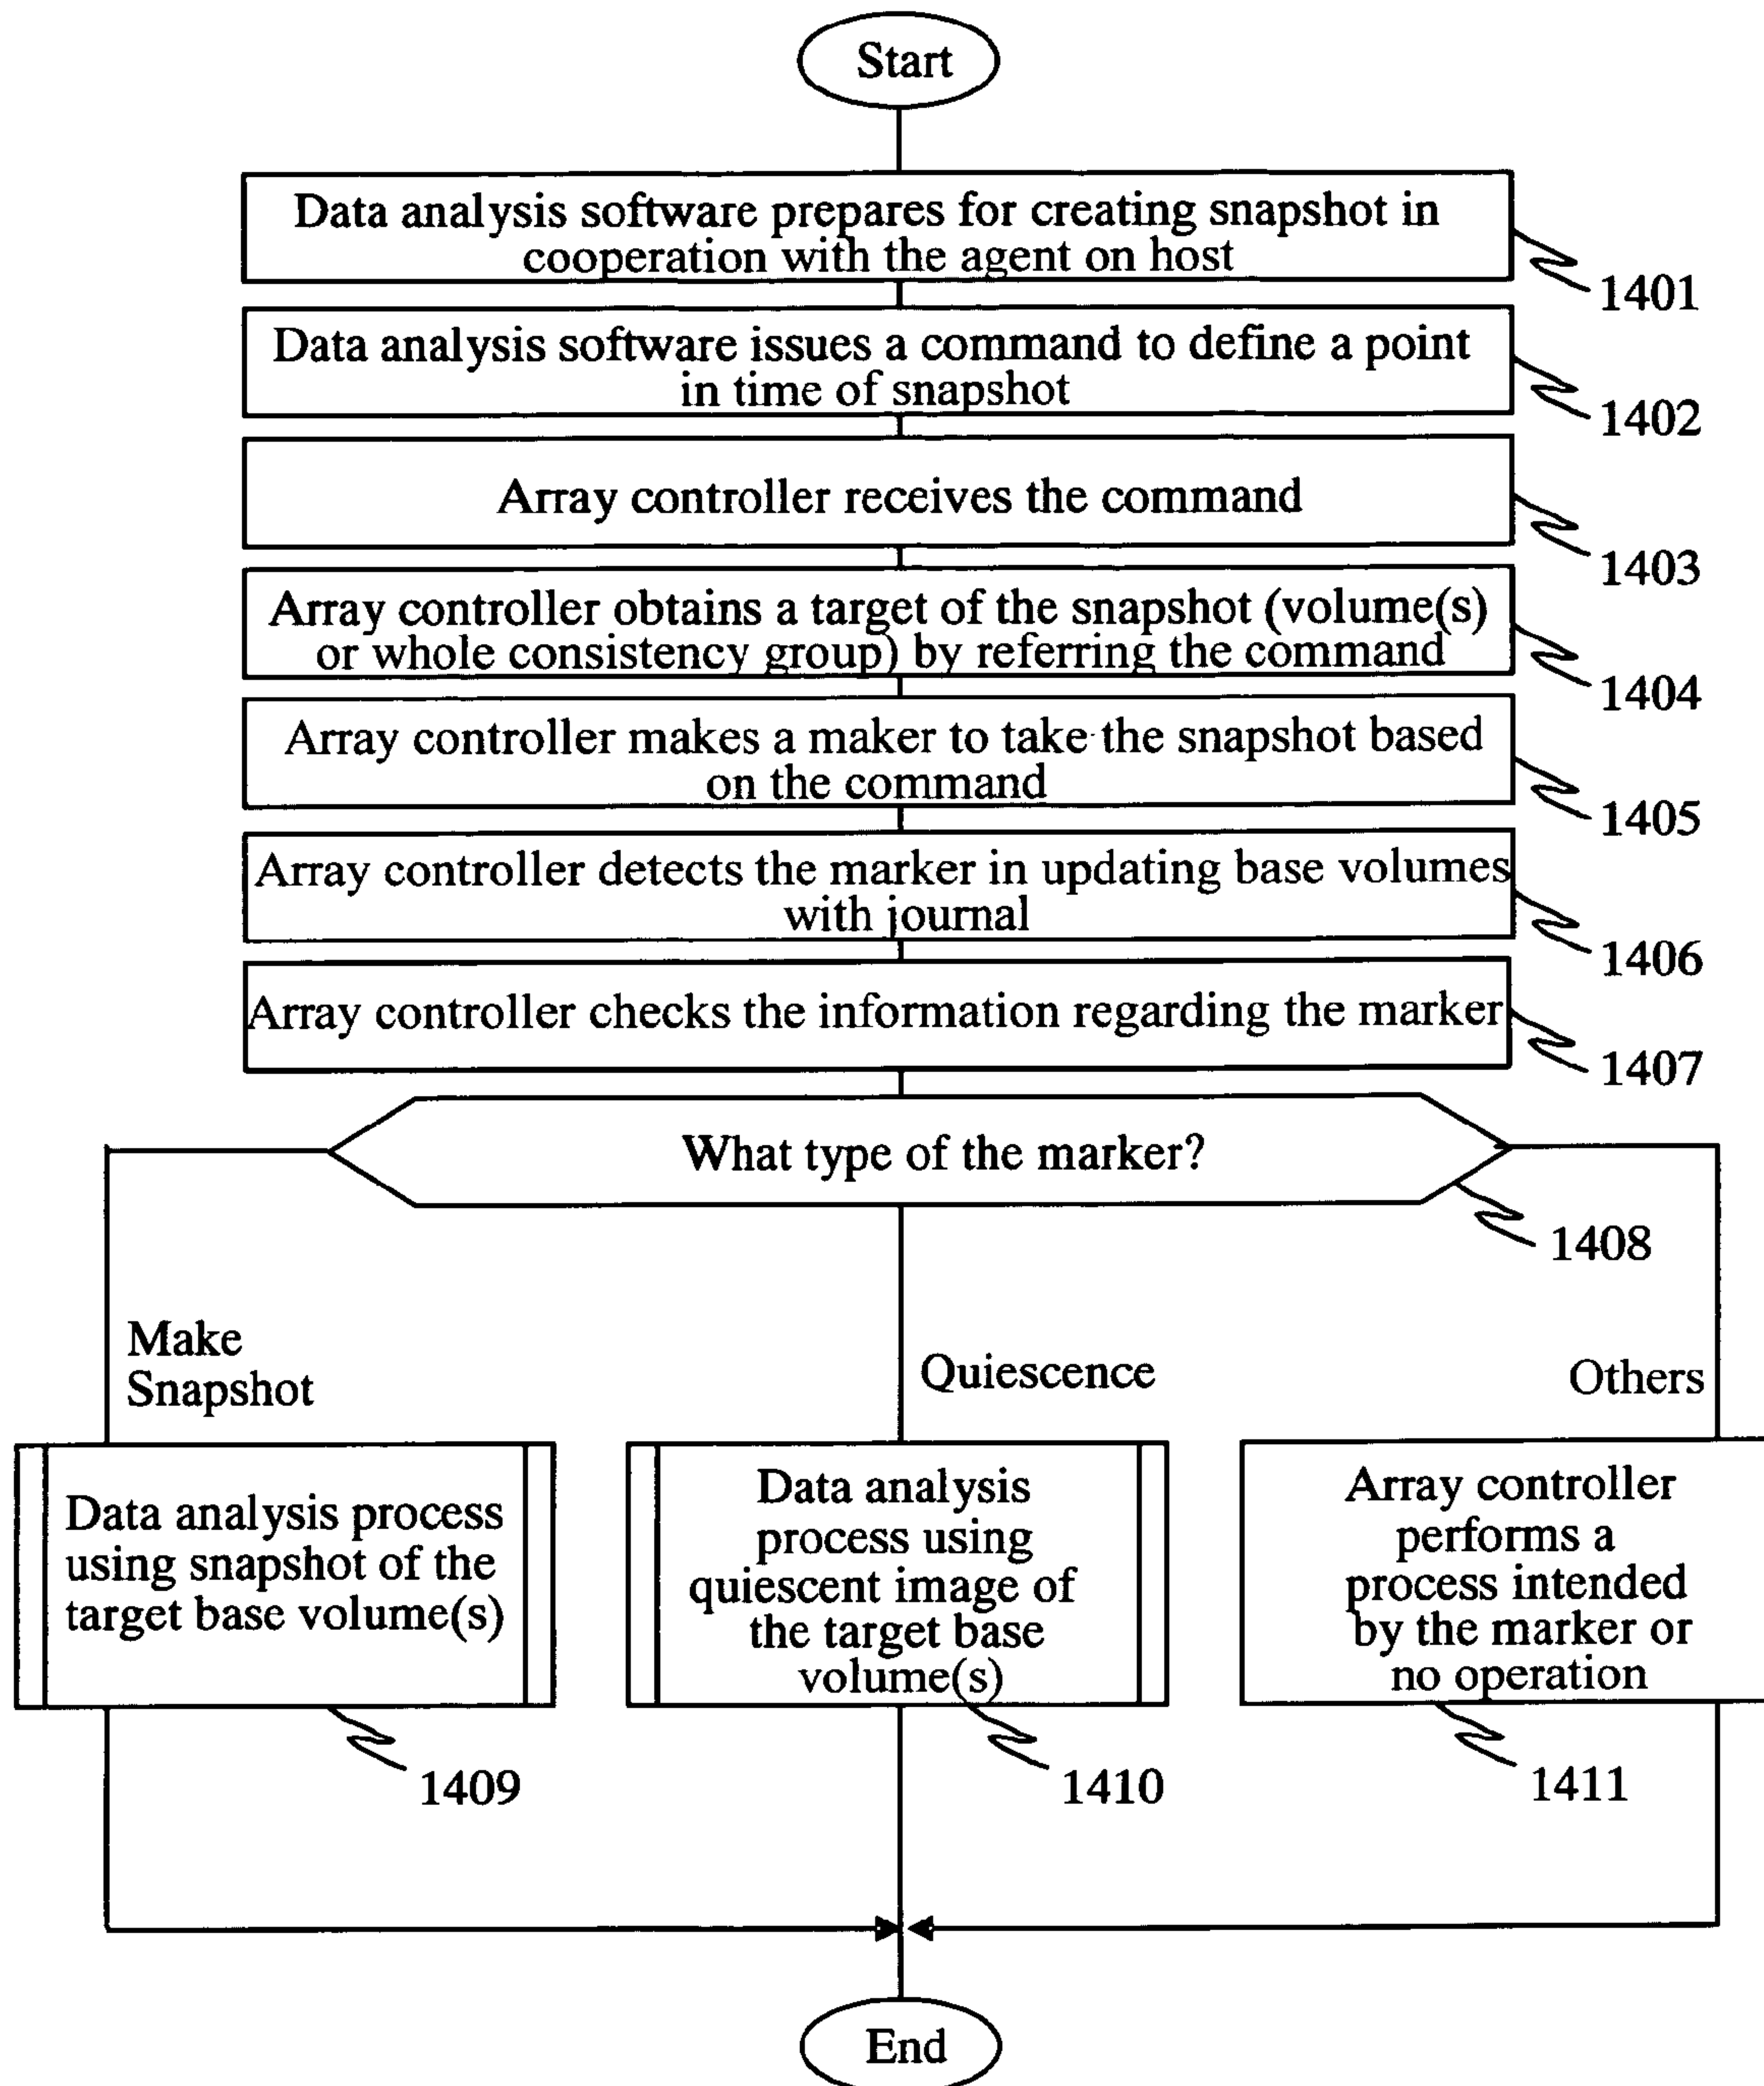 Start
Data analysis software prepares for creating snapshot in
cooperation with the agent on host
1401
Data analysis software issues a command to define a point
in time of snapshot
1402
Array controller receives the command
1403
Array controller obtains a target of the snapshot (volume(s)
or whole consistency group) by referring the command
1404
Array controller makes a maker to take the snapshot based
on the command
1405
Array controller detects the marker in updating base volumes
with journal
1406
Array controller checks the information regarding the marker
1407
What type of the marker?
1408
Make
Snapshot
Quiescence
Others
Data analysis process
using snapshot of the
target base volume(s)
1409
Data analysis
process using
quiescent image of
the target base
volume(s)
1410
Array controller
performs a
process intended
by the marker or
no operation
1411
End